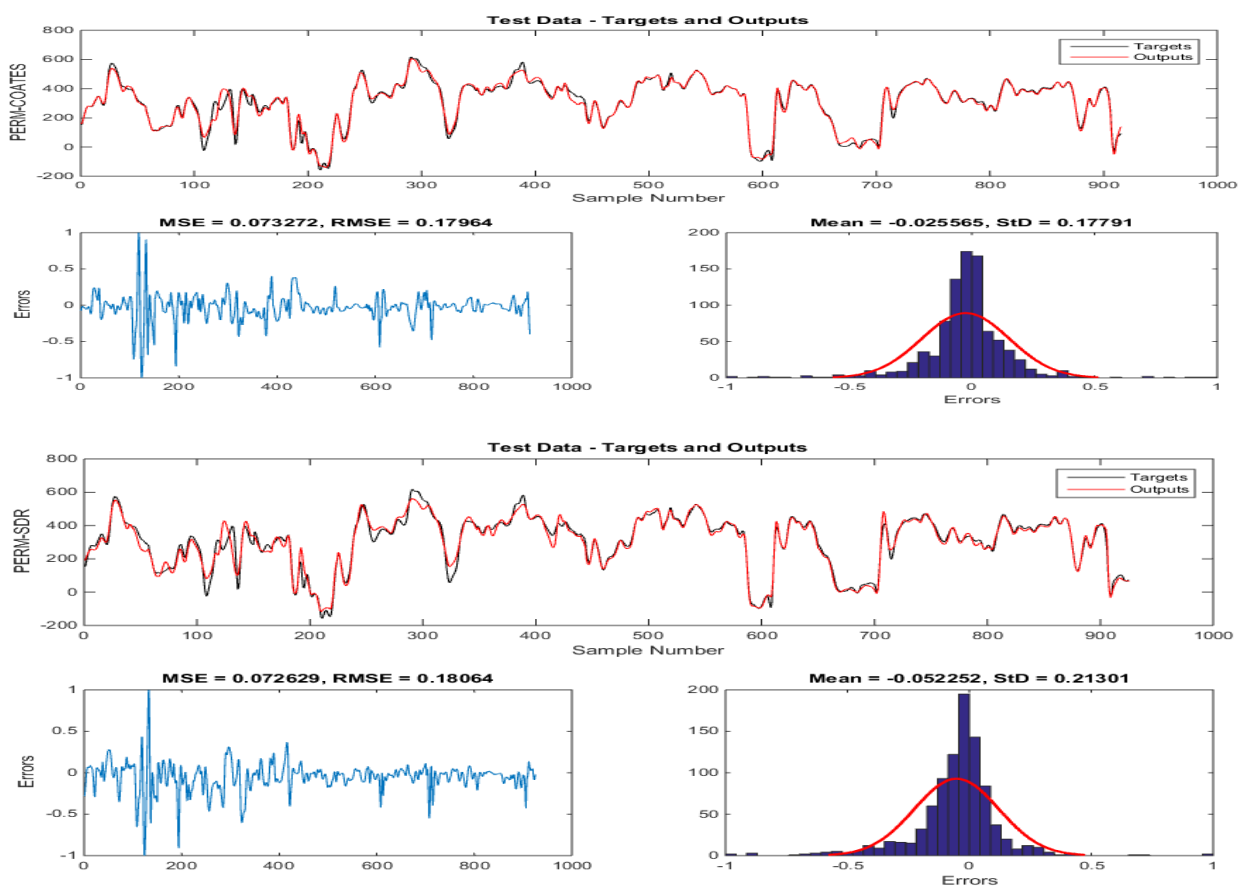 Test Data - Targets and Outputs
800
600
400
200
0
-200
PERM-COATES
Targets
Outputs
0 100 200 300 400 500 600 700 800 900 1000
Sample Number
MSE = 0.073272, RMSE = 0.17964
1
0.5
0
-0.5
-1
Errors
0 200 400 600 800 1000
Mean = -0.025565, StD = 0.17791
200
150
100
50
0
-1 -0.5 0 0.5 1
Errors
Test Data - Targets and Outputs
800
600
400
200
0
-200
PERM-SDR
Targets
Outputs
0 100 200 300 400 500 600 700 800 900 1000
Sample Number
MSE = 0.072629, RMSE = 0.18064
1
0.5
0
-0.5
-1
Errors
0 200 400 600 800 1000
Mean = -0.052252, StD = 0.21301
200
150
100
50
0
-1 -0.5 0 0.5 1
Errors